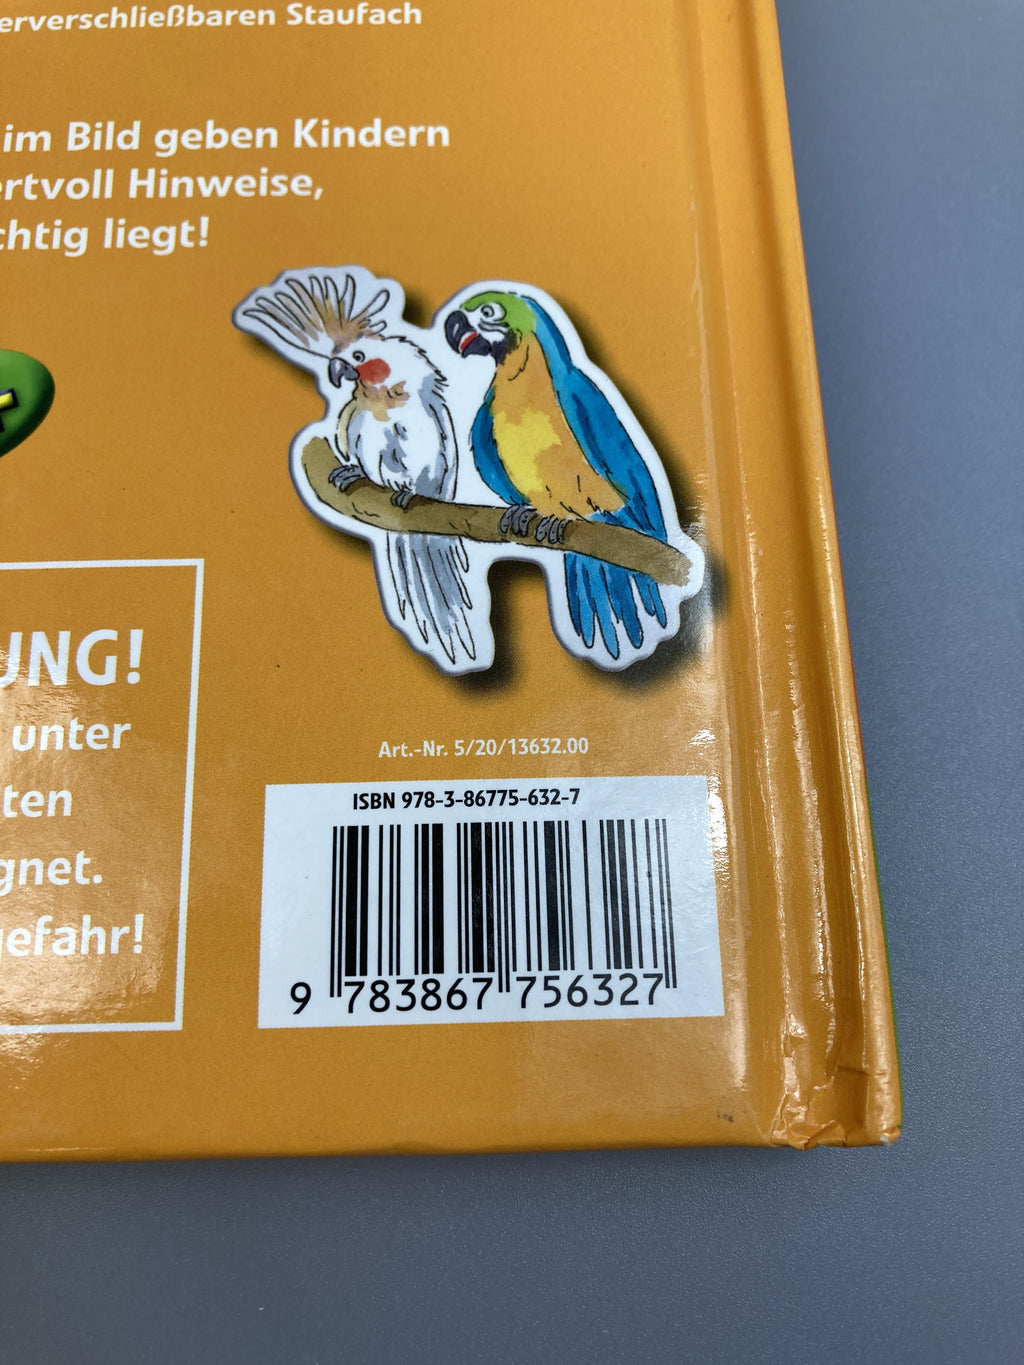 erverschließbaren Staufach
im Bild geben Kindern
ertvoll Hinweise,
chtig liegt!
UNG!
unter
ten
gnet.
gefahr!
Art.-Nr. 5/20/13632.00
ISBN 978-3-86775-632-7
9 783867 756327